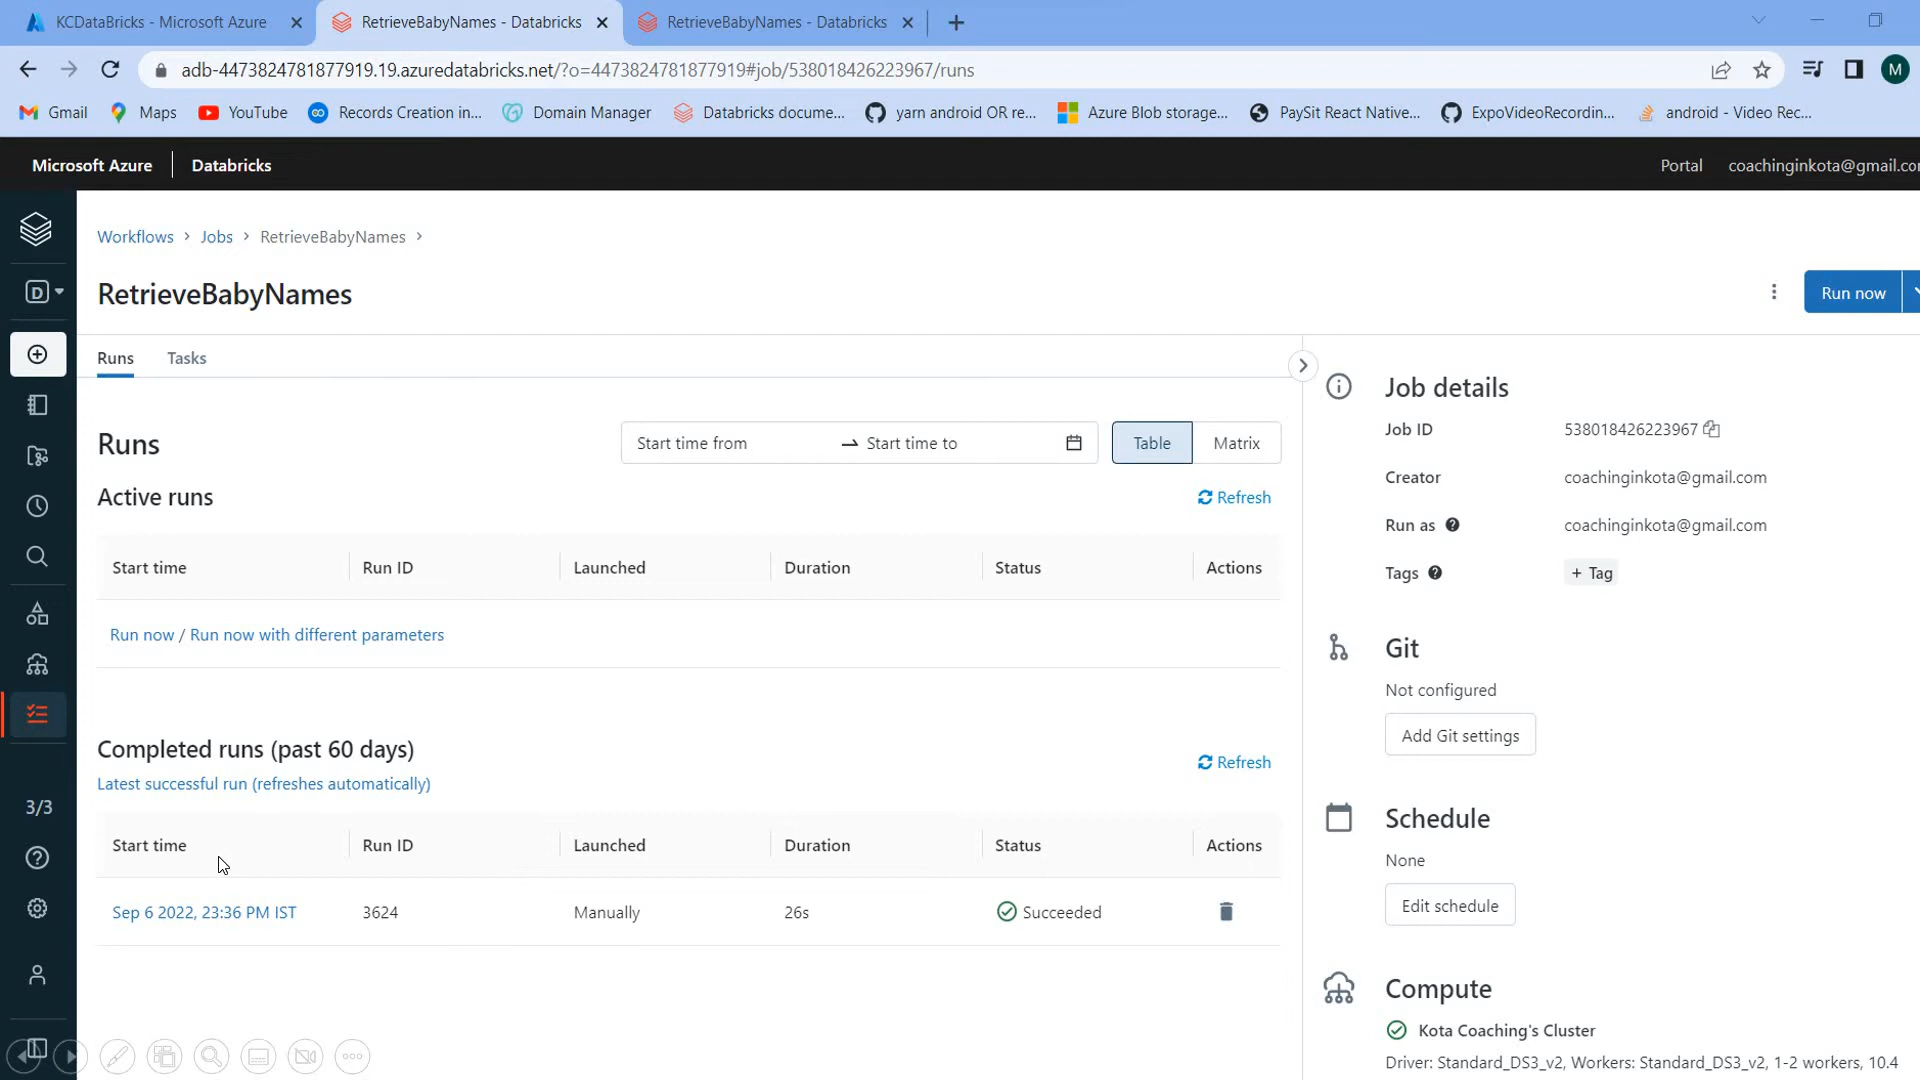 KCDataBricks - Microsoft Azure
RetrieveBabyNames - Databricks
RetrieveBabyNames - Databricks
adb-4473824781877919.19.azuredatabricks.net/?o=4473824781877919#job/538018426223967/runs
M
Gmail
Maps
YouTube
Records Creation in...
Domain Manager
Databricks docume...
yarn android OR re...
Azure Blob storage...
PaySit React Native...
ExpoVideoRecordin...
android - Video Rec...
Microsoft Azure
Databricks
Portal
coachinginkota@gmail.co
Workflows > Jobs > RetrieveBabyNames >
D
RetrieveBabyNames
Run now
Runs
Tasks
Runs
Start time from → Start time to
Table
Matrix
Active runs
Refresh
Start time
Run ID
Launched
Duration
Status
Actions
Run now / Run now with different parameters
Completed runs (past 60 days)
Refresh
Latest successful run (refreshes automatically)
3/3
Start time
Run ID
Launched
Duration
Status
Actions
Sep 6 2022, 23:36 PM IST
3624
Manually
26s
Succeeded
Job details
Job ID
538018426223967
Creator
coachinginkota@gmail.com
Run as
coachinginkota@gmail.com
Tags
+ Tag
Git
Not configured
Add Git settings
Schedule
None
Edit schedule
Compute
Kota Coaching's Cluster
Driver: Standard_DS3_v2, Workers: Standard_DS3_v2, 1-2 workers, 10.4